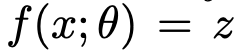 f(x; θ) = z